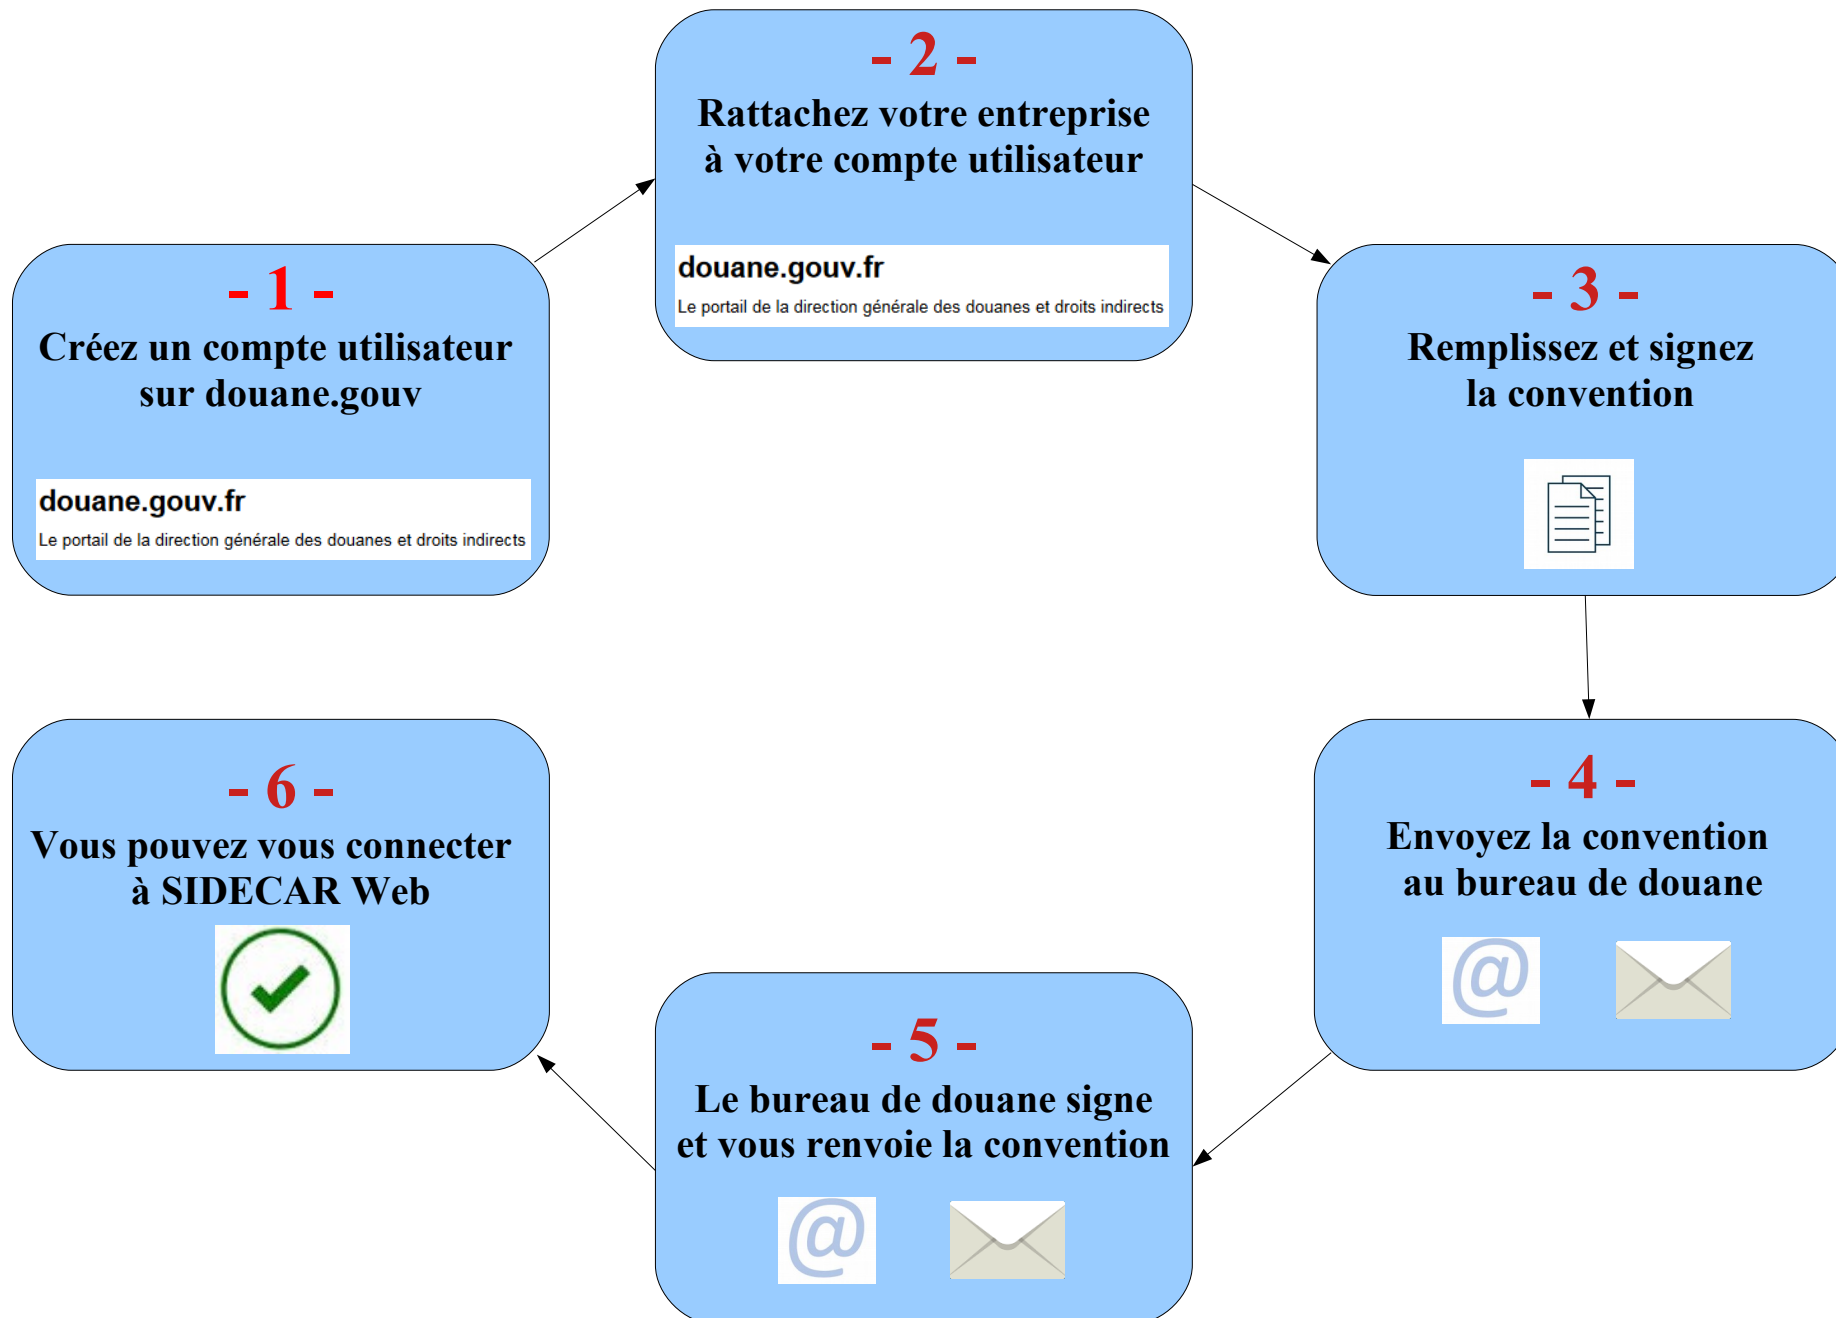 - 1 -
Créez un compte utilisateur
sur douane.gouv
douane.gouv.fr
Le portail de la direction générale des douanes et droits indirects
- 2 -
Rattachez votre entreprise
à votre compte utilisateur
douane.gouv.fr
Le portail de la direction générale des douanes et droits indirects
- 3 -
Remplissez et signez
la convention
- 4 -
Envoyez la convention
au bureau de douane
@
- 5 -
Le bureau de douane signe
et vous renvoie la convention
@
- 6 -
Vous pouvez vous connecter
à SIDECAR Web